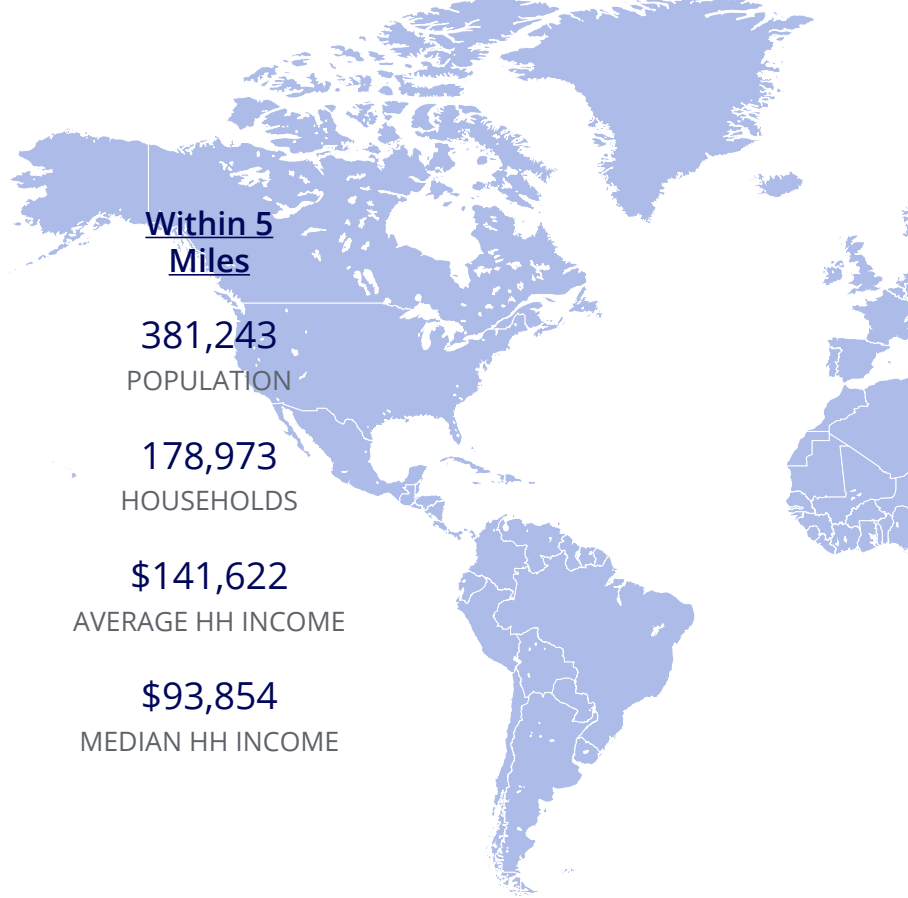 Within 5
Miles
381,243
POPULATION
178,973
HOUSEHOLDS
$141,622
AVERAGE HH INCOME
$93,854
MEDIAN HH INCOME